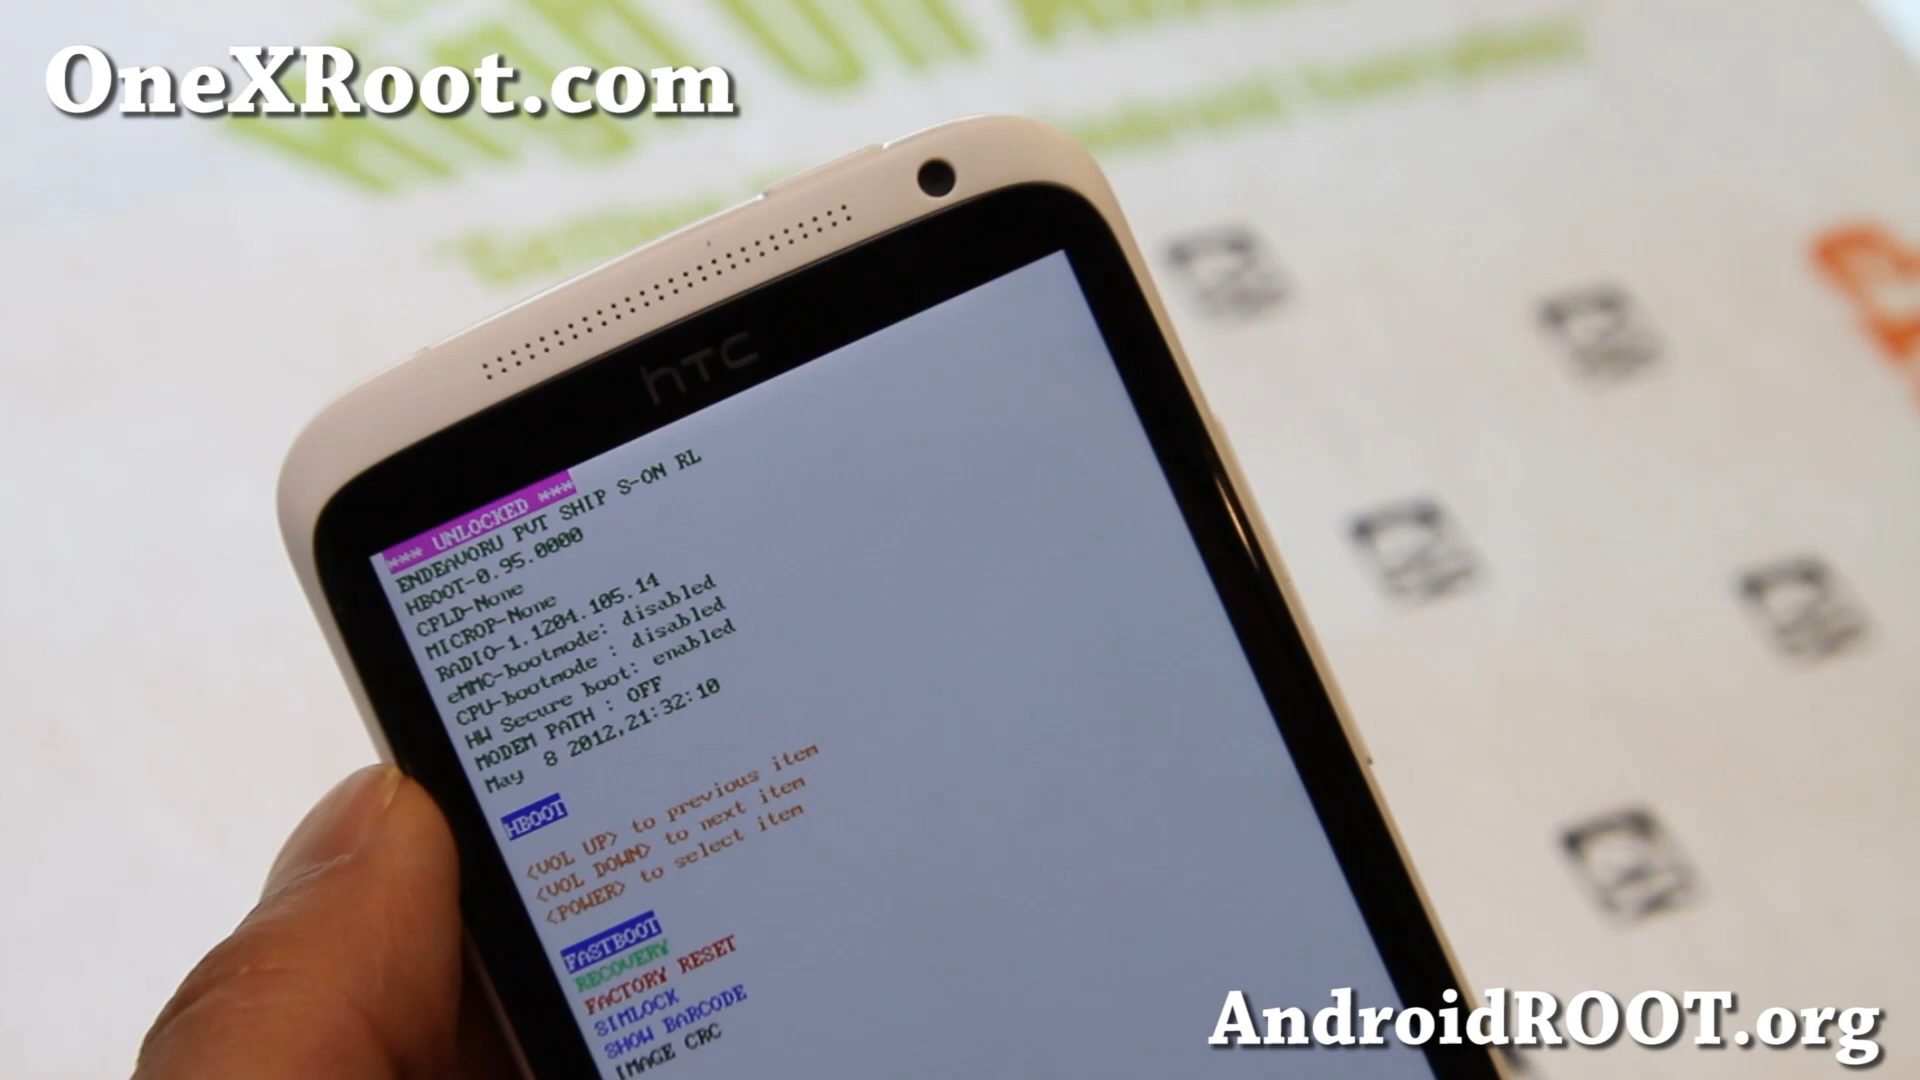 OneXRoot.com
htc
*** UNLOCKED ***
ENDEAVORU PVT SHIP S-ON RL
HBOOT-0.95.0000
CPLD-None
MICROP-None
RADIO-1.1204.105.14
eMMC-bootmode: disabled
CPU-bootmode : disabled
HW Secure boot: enabled
MODEM PATH : OFF
May 8 2012,21:32:10
HBOOT
<VOL UP> to previous item
<VOL DOWN> to next item
<POWER> to select item
FASTBOOT
RECOVERY
FACTORY RESET
SIMLOCK
SHOW BARCODE
IMAGE CRC
AndroidROOT.org